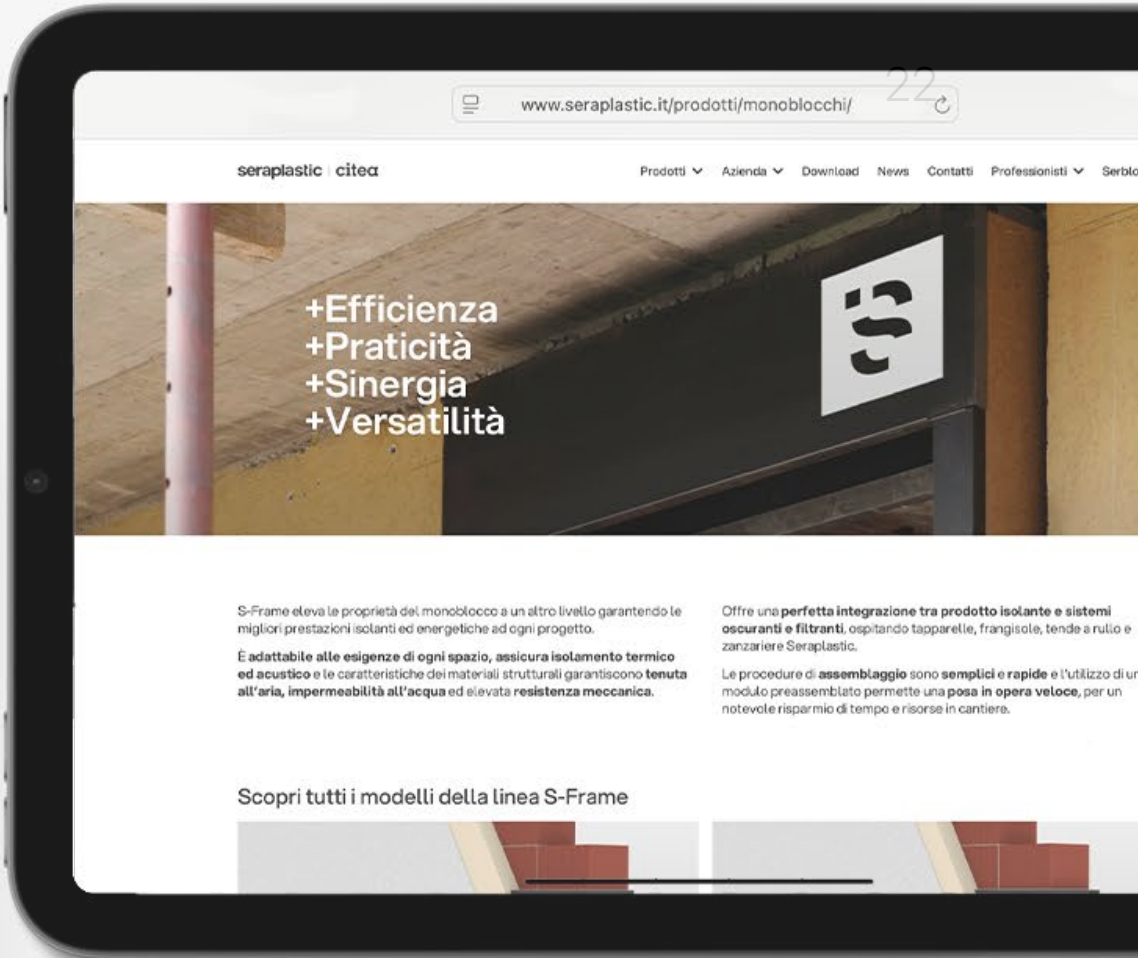 22
www.seraplastic.it/prodotti/monoblocchi/
seraplastic | citea
Prodotti Azienda Download News Contatti Professionisti
+Efficienza
+Praticità
+Sinergia
+Versatilità
S-Frame eleva le proprietà del monoblocco a un altro livello garantendo le
migliori prestazioni isolanti ed energetiche ad ogni progetto.
È adattabile alle esigenze di ogni spazio, assicura isolamento termico
ed acustico e le caratteristiche dei materiali strutturali garantiscono tenuta
all'aria, impermeabilità all'acqua ed elevata resistenza meccanica.
Offre una perfetta integrazione tra prodotto isolante e sistemi
oscuranti e filtranti, ospitando tapparelle, frangisole, tende a rullo e
zanzariere Seraplastic.
Le procedure di assemblaggio sono semplici e rapide e l'utilizzo di un
modulo preassemblato permette una posa in opera veloce, per un
notevole risparmio di tempo e risorse in cantiere.
Scopri tutti i modelli della linea S-Frame